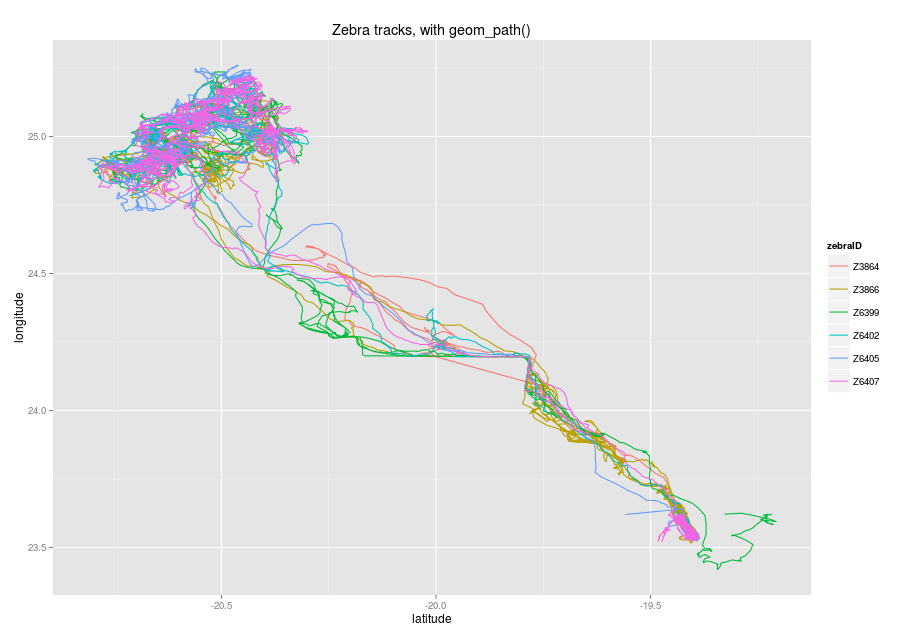 Zebra tracks, with geom_path()
longitude
25.0
24.5
24.0
23.5
-20.5
-20.0
-19.5
latitude
zebraID
Z3864
Z3866
Z6399
Z6402
Z6405
Z6407